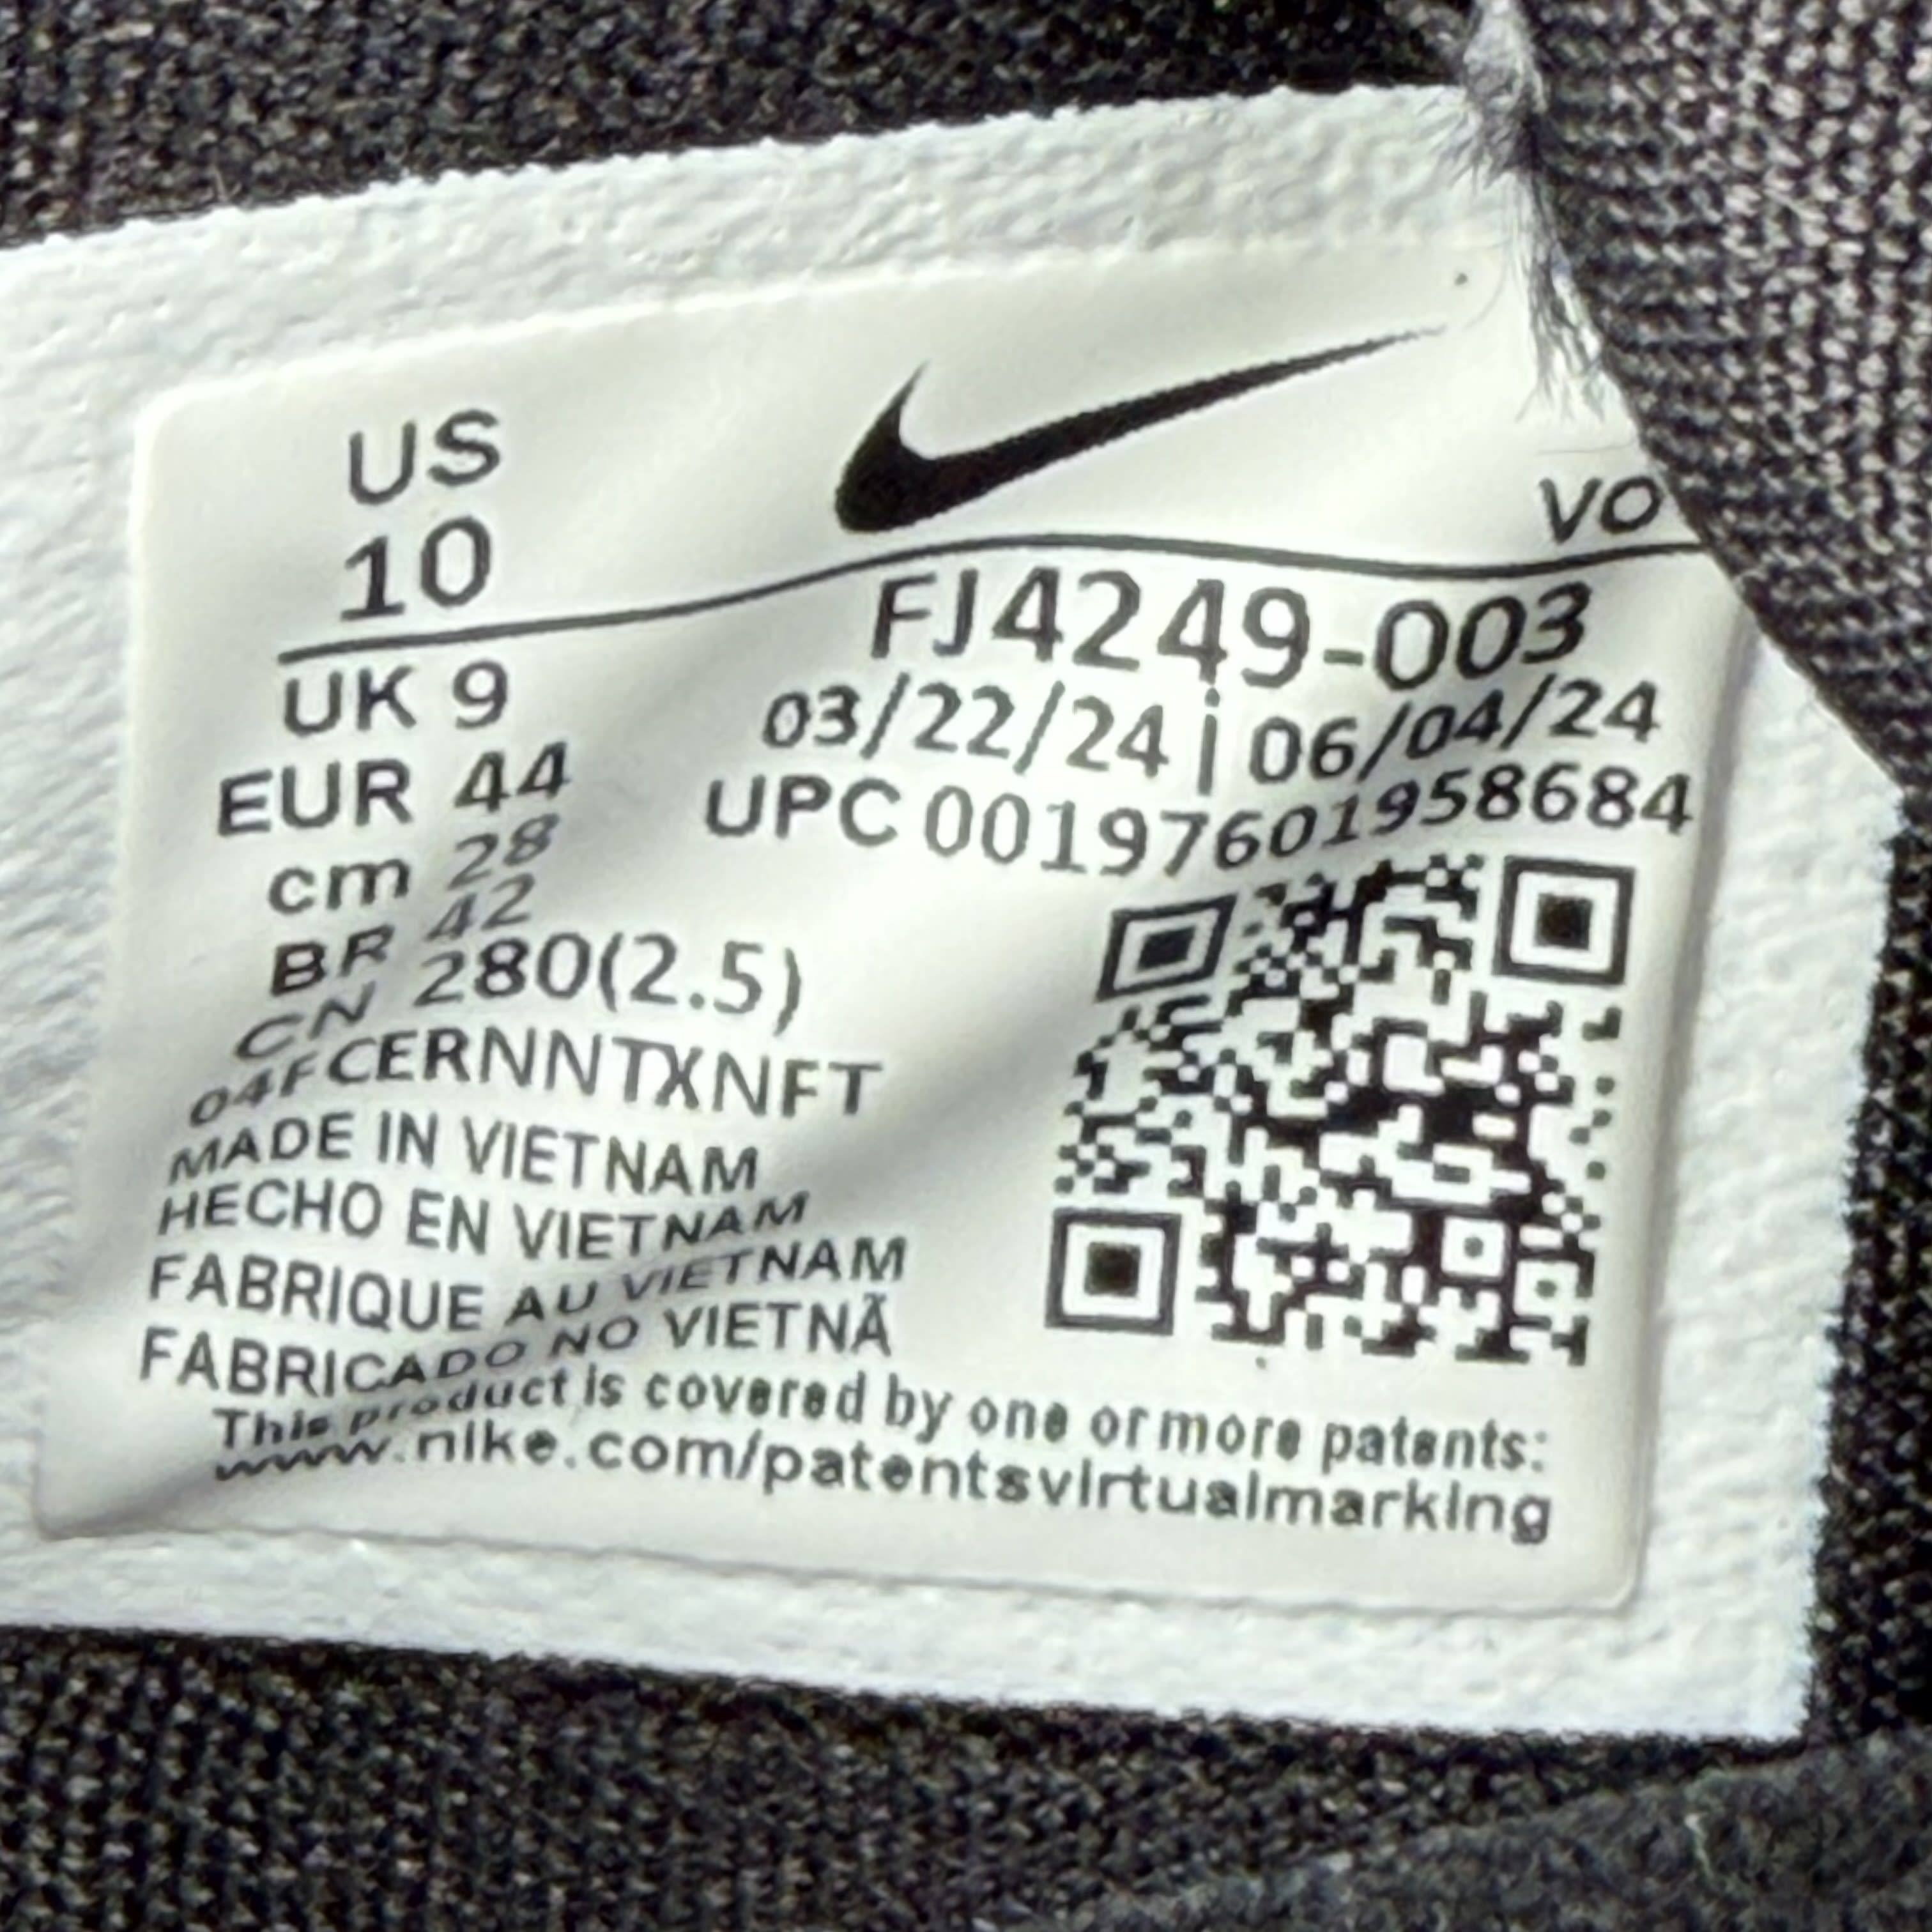 US
10
VO
UK 9
EUR 44
cm 28
BR 42
CN 280(2.5)
FJ4249-003
03/22/24 | 06/04/24
UPC 00197601958684
04FCERNNTXNFT
MADE IN VIETNAM
HECHO EN VIETNAM
FABRIQUE AU VIETNAM
FABRICADO NO VIETNÃ
This product is covered by one or more patents:
www.nike.com/patentsvirtualmarking